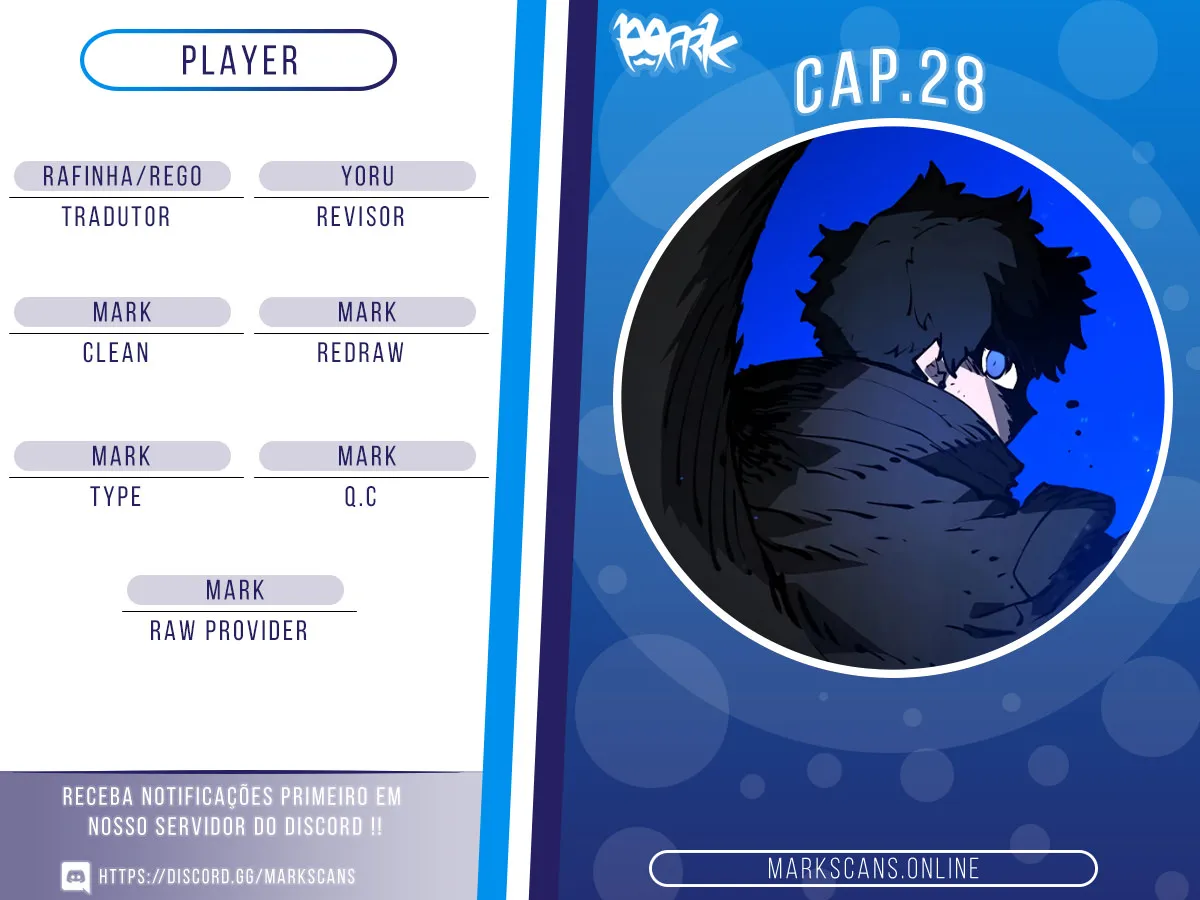 PLAYER
RAFINHA/REGO
TRADUTOR
YORU
REVISOR
MARK
CLEAN
MARK
REDRAW
MARK
TYPE
MARK
Q.C
MARK
RAW PROVIDER
RECEBA NOTIFICAÇÕES PRIMEIRO EM
NOSSO SERVIDOR DO DISCORD !!
HTTPS://DISCORD.GG/MARKSCANS
MARK
CAP.28
MARKSCANS.ONLINE